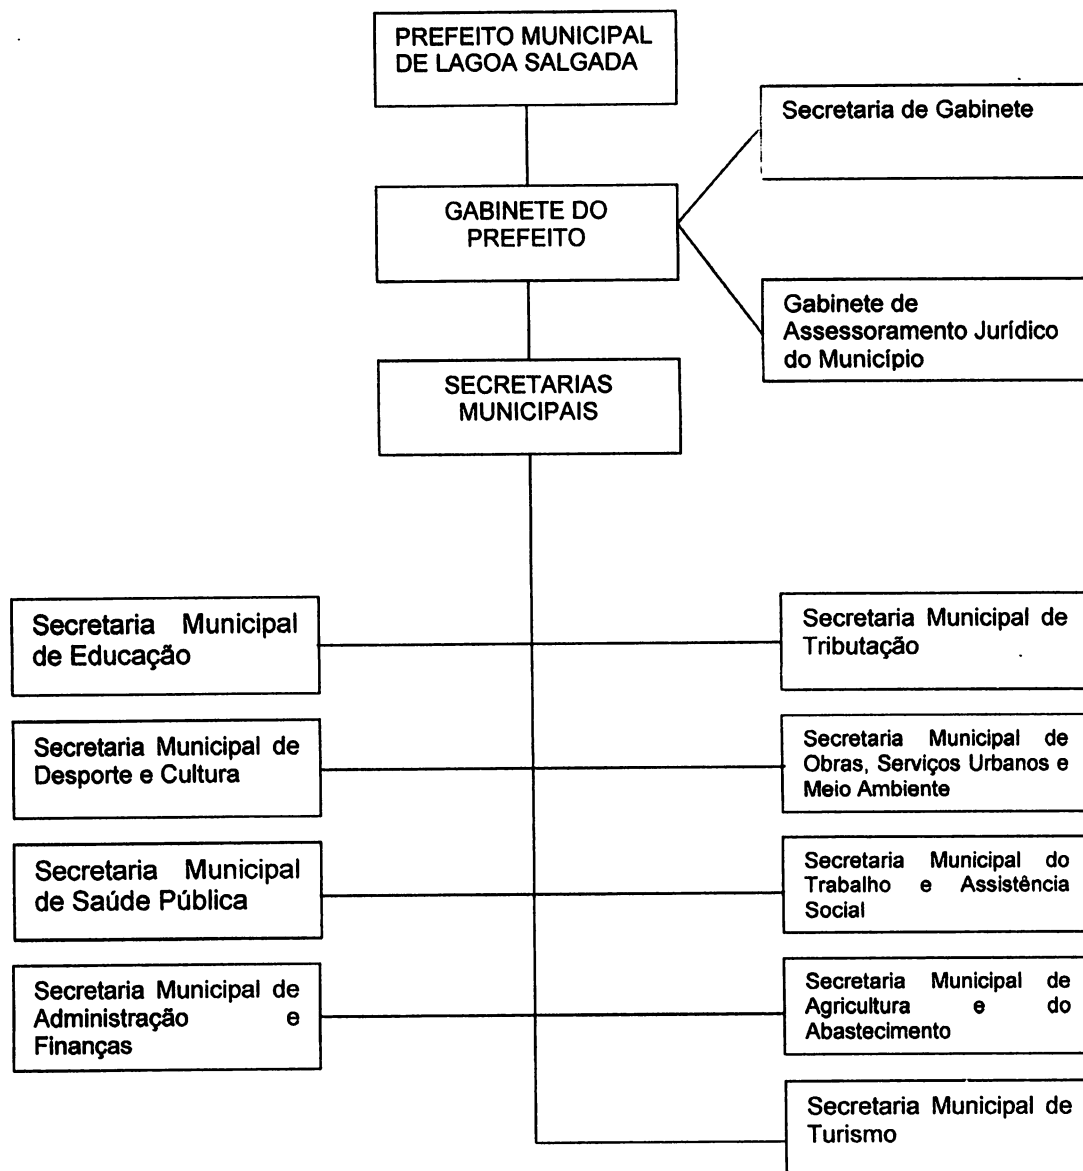 PREFEITO MUNICIPAL
DE LAGOA SALGADA
Secretaria de Gabinete
GABINETE DO
PREFEITO
Gabinete de
Assessoramento Jurídico
do Município
SECRETARIAS
MUNICIPAIS
Secretaria Municipal
de Educação
Secretaria Municipal de
Tributação
Secretaria Municipal de
Desporte e Cultura
Secretaria Municipal de
Obras, Serviços Urbanos e
Meio Ambiente
Secretaria Municipal
de Saúde Pública
Secretaria Municipal do
Trabalho e Assistência
Social
Secretaria Municipal de
Administração e
Finanças
Secretaria Municipal de
Agricultura e do
Abastecimento
Secretaria Municipal de
Turismo